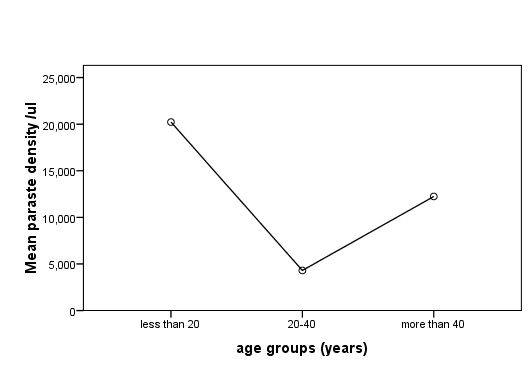 25,000
20,000
15,000
10,000
5,000
0
Mean paraste density /ul
less than 20
20-40
more than 40
age groups (years)